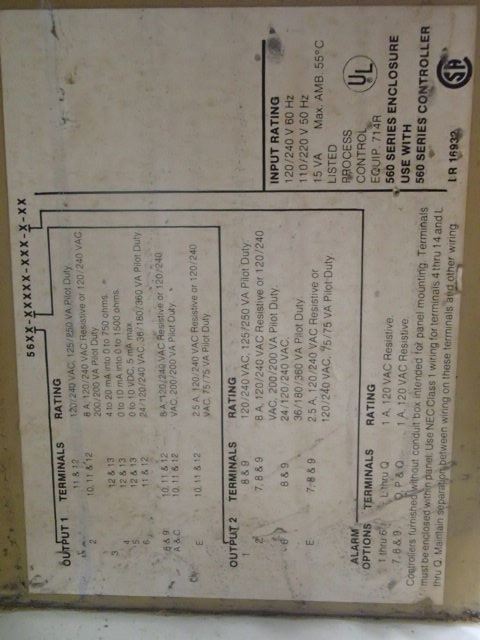 56XX-XXXXX-XXX-X-XX
OUTPUT 1 TERMINALS RATING
1 11 & 12 120/240 VAC, 125/250 VA Pilot Duty.
2 10, 11 & 12 8 A, 120/240 VAC Resistive or 120/240 VAC
200/200 VA Pilot Duty.
3 12 & 13 4 to 20 mA into 0 to 750 ohms.
4 12 & 13 0 to 10 mA into 0 to 1500 ohms.
5 12 & 13 0 to 10 VDC, 5 mA max.
6 11 & 12 24/120/240 VAC, 36/180/360 VA Pilot Duty.
8 & 9 10, 11 & 12 8 A, 120/240 VAC Resistive or 120/240
A & C 10, 11 & 12 VAC, 200/200 VA Pilot Duty.
E 10, 11 & 12 2.5 A, 120/240 VAC Resistive or 120/240
VAC, 75/75 VA Pilot Duty.
OUTPUT 2 TERMINALS RATING
1 8 & 9 120/240 VAC, 125/250 VA Pilot Duty.
2 7, 8 & 9 8 A, 120/240 VAC Resistive or 120/240
VAC, 200/200 VA Pilot Duty.
6 8 & 9 24/120/240 VAC,
36/180/360 VA Pilot Duty.
E 7, 8 & 9 2.5 A, 120/240 VAC Resistive or
120/240 VAC, 75/75 VA Pilot Duty.
ALARM
OPTIONS TERMINALS RATING
1 thru 6 L thru Q 1 A, 120 VAC Resistive.
7, 8 & 9 O, P & Q 1 A, 120 VAC Resistive.
Controllers furnished without conduit box intended for panel mounting. Terminals
must be enclosed within panel. Use NEC Class 1 wiring for terminals 4 thru 14 and L
thru Q. Maintain separation between wiring on these terminals and other wiring.
INPUT RATING
120/240 V 60 Hz
110/220 V 50 Hz
15 VA Max. AMB. 55°C
LISTED
PROCESS
CONTROL
EQUIP. 714R
UL
560 SERIES ENCLOSURE
USE WITH
560 SERIES CONTROLLER
LR 16932
SA